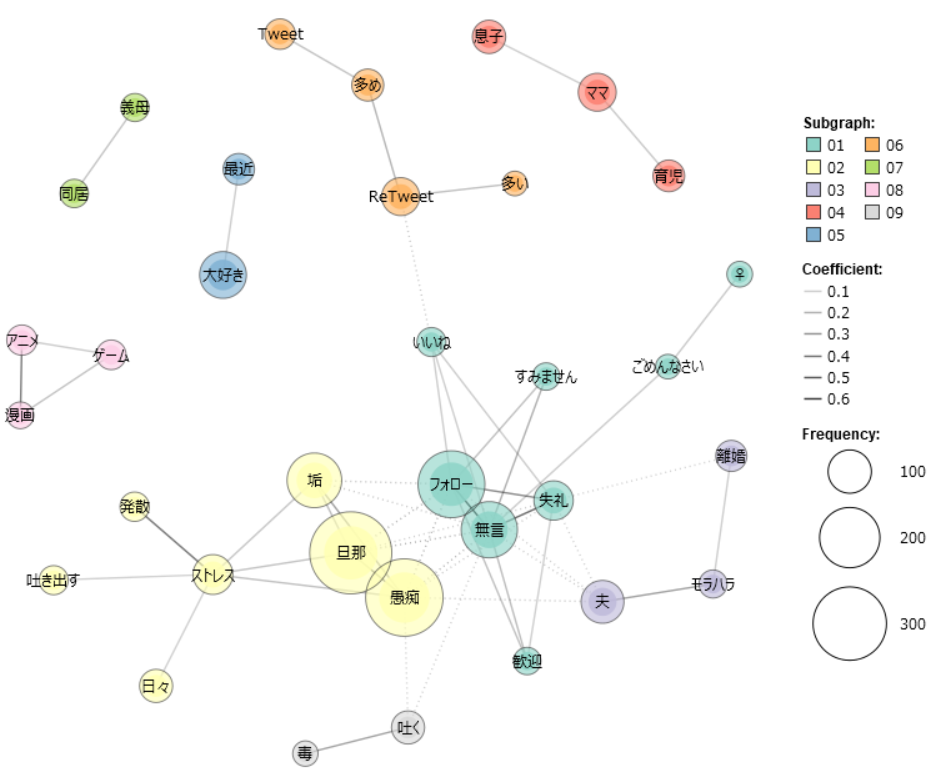 Tweet
息子
多め
ママ
義母
最近
育児
多い
同居
ReTweet
大好き
♀
アニメ
いいね
ゲーム
ごめんなさい
すみません
漫画
離婚
垢
フォロー
失礼
発散
無言
旦那
ストレス
吐き出す
モラハラ
愚痴
夫
歓迎
日々
吐く
毒
Subgraph:
01 06
02 07
03 08
04 09
05
Coefficient:
0.1
0.2
0.3
0.4
0.5
0.6
Frequency:
100
200
300